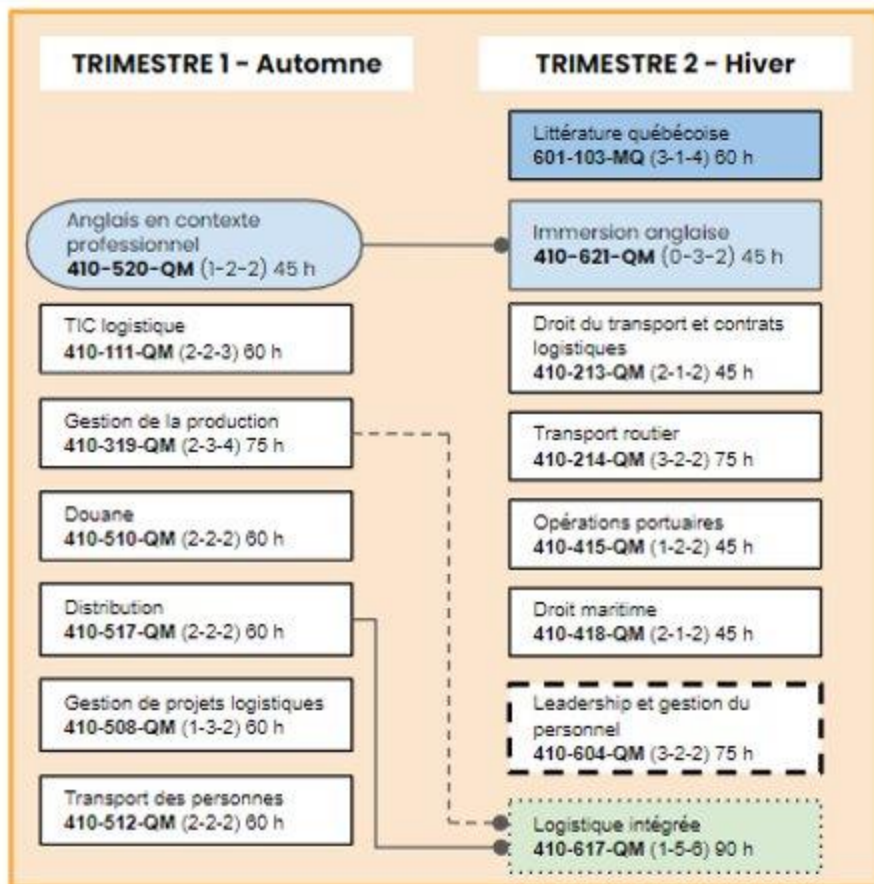 TRIMESTRE 1 - Automne
Anglais en contexte
professionnel
410-520-QM (1-2-2) 45 h
TIC logistique
410-111-QM (2-2-3) 60 h
Gestion de la production
410-319-QM (2-3-4) 75 h
Douane
410-510-QM (2-2-2) 60 h
Distribution
410-517-QM (2-2-2) 60 h
Gestion de projets logistiques
410-508-QM (1-3-2) 60 h
Transport des personnes
410-512-QM (2-2-2) 60 h
TRIMESTRE 2 - Hiver
Littérature québécoise
601-103-MQ (3-1-4) 60 h
Immersion anglaise
410-621-QM (0-3-2) 45 h
Droit du transport et contrats
logistiques
410-213-QM (2-1-2) 45 h
Transport routier
410-214-QM (3-2-2) 75 h
Opérations portuaires
410-415-QM (1-2-2) 45 h
Droit maritime
410-418-QM (2-1-2) 45 h
Leadership et gestion du
personnel
410-604-QM (3-2-2) 75 h
Logistique intégrée
410-617-QM (1-5-6) 90 h